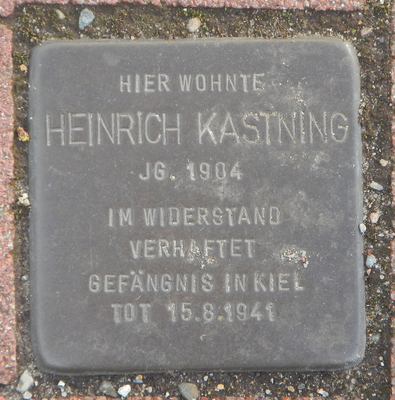 HIER WOHNTE
HEINRICH KASTNING
JG. 1904
IM WIDERSTAND
VERHAFTET
GEFÄNGNIS IN KIEL
TOT 15.8.1941